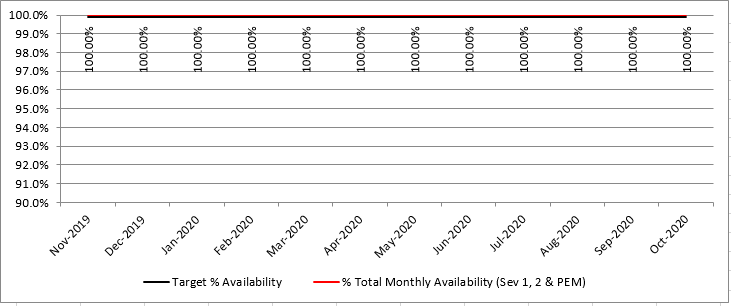 100.0%
99.0%
98.0%
97.0%
96.0%
95.0%
94.0%
93.0%
92.0%
91.0%
90.0%
100.00%
100.00%
100.00%
100.00%
100.00%
100.00%
100.00%
100.00%
100.00%
100.00%
100.00%
100.00%
Nov-2019
Dec-2019
Jan-2020
Feb-2020
Mar-2020
Apr-2020
May-2020
Jun-2020
Jul-2020
Aug-2020
Sep-2020
Oct-2020
Target % Availability
% Total Monthly Availability (Sev 1, 2 & PEM)